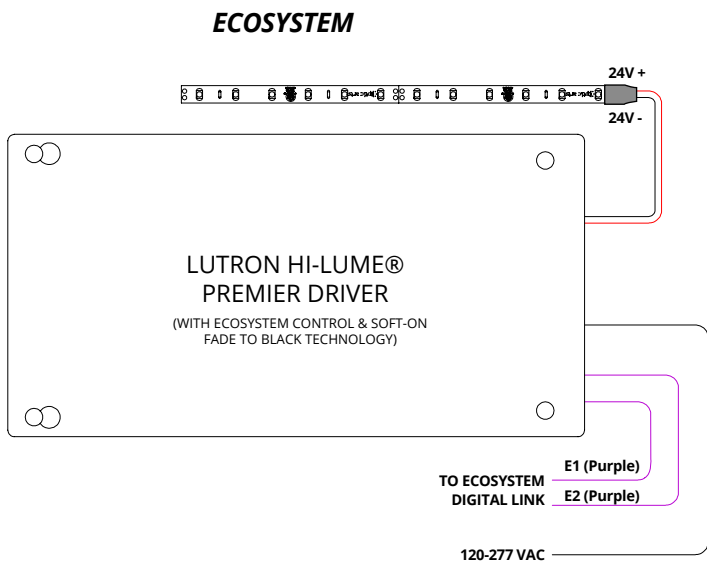 ECOSYSTEM
24V +
24V -
LUTRON HI-LUME®
PREMIER DRIVER
(WITH ECOSYSTEM CONTROL & SOFT-ON
FADE TO BLACK TECHNOLOGY)
E1 (Purple)
TO ECOSYSTEM
DIGITAL LINK
E2 (Purple)
120-277 VAC